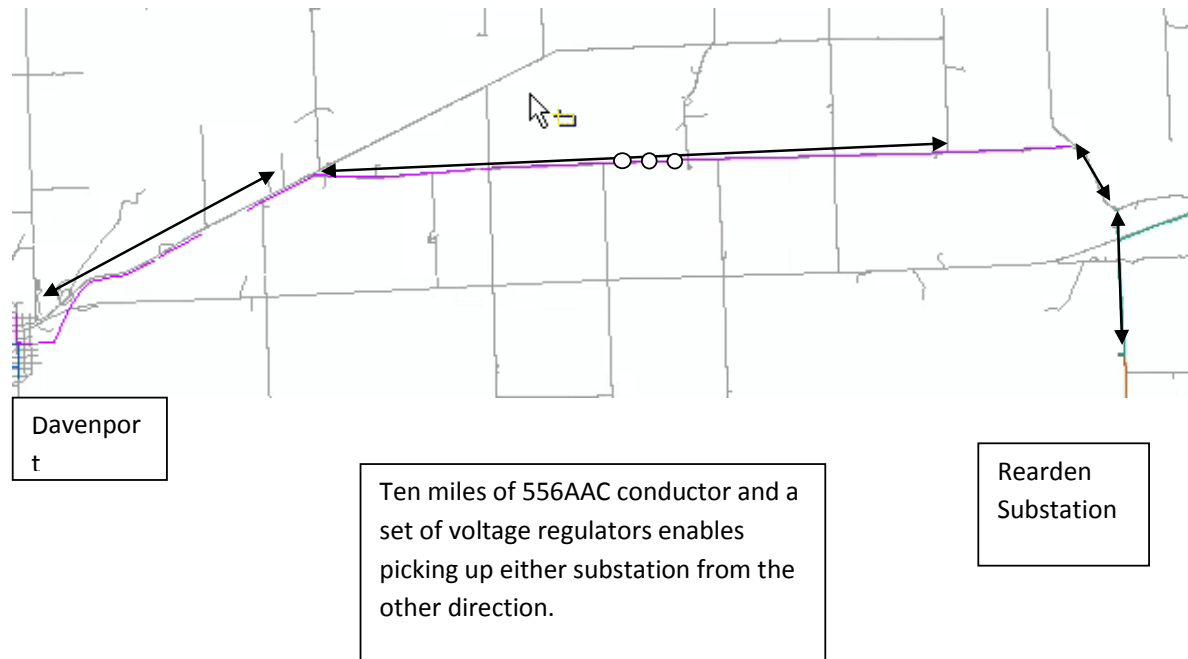 Davenpor
t
Ten miles of 556AAC conductor and a
set of voltage regulators enables
picking up either substation from the
other direction.
Rearden
Substation